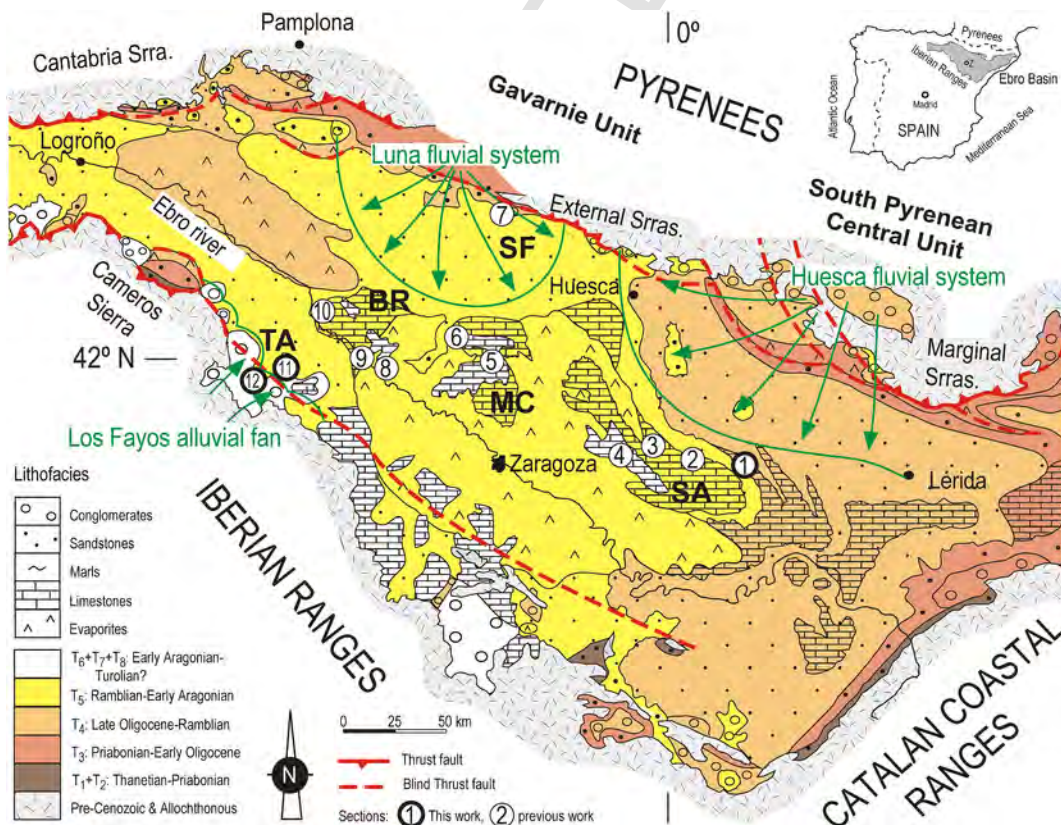 Pamplona
0º
Cantabria Srra.
PYRENEES
Gavarnie Unit
Pyrenees
Iberian Ranges
Z.
Ebro Basin
Madrid
SPAIN
Atlantic Ocean
Mediterranean Sea
Logroño
Luna fluvial system
7
SF
External Srras.
South Pyrenean
Central Unit
Ebro river
Huesca
Huesca fluvial system
Cameros
Sierra
BR
10
TA
6
Marginal
Srras.
42º N
9
8
5
11
12
MC
Los Fayos alluvial fan
3
4
2
1
Zaragoza
SA
Lérida
IBERIAN RANGES
CATALAN COASTAL
RANGES
Lithofacies
Conglomerates
Sandstones
Marls
Limestones
Evaporites
T6+T7+T8: Early Aragonian-
Turolian?
T5: Ramblian-Early Aragonian
T4: Late Oligocene-Ramblian
T3: Priabonian-Early Oligocene
T1+T2: Thanetian-Priabonian
Pre-Cenozoic & Allochthonous
N
0 25 50 km
Thrust fault
Blind Thrust fault
Sections: 1 This work, 2 previous work